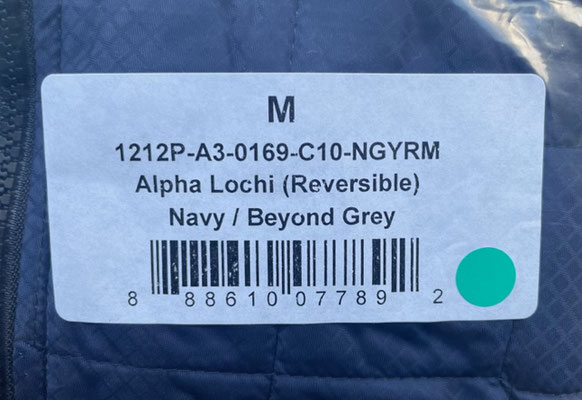 M
1212P-A3-0169-C10-NGYRM
Alpha Lochi (Reversible)
Navy / Beyond Grey
8 88610 07789 2